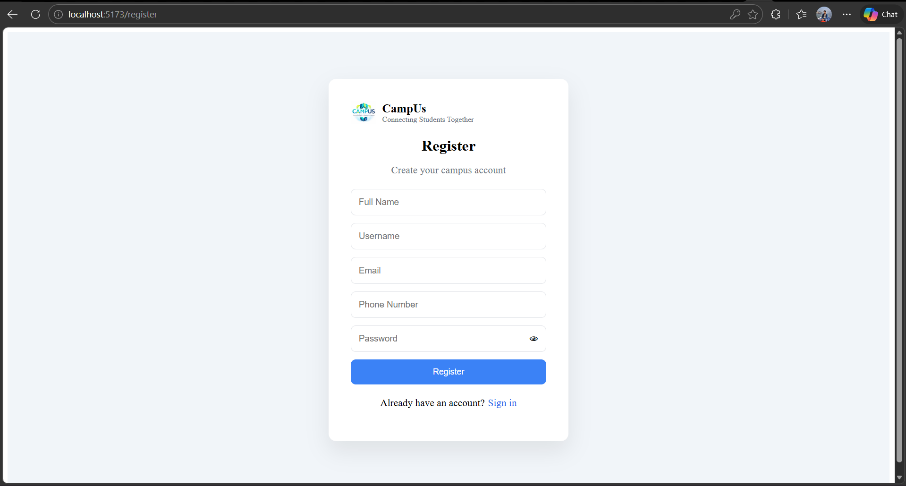 localhost:5173/register
Chat
CAMPUS
CampUs
Connecting Students Together
Register
Create your campus account
Full Name
Username
Email
Phone Number
Password
Register
Already have an account? Sign in